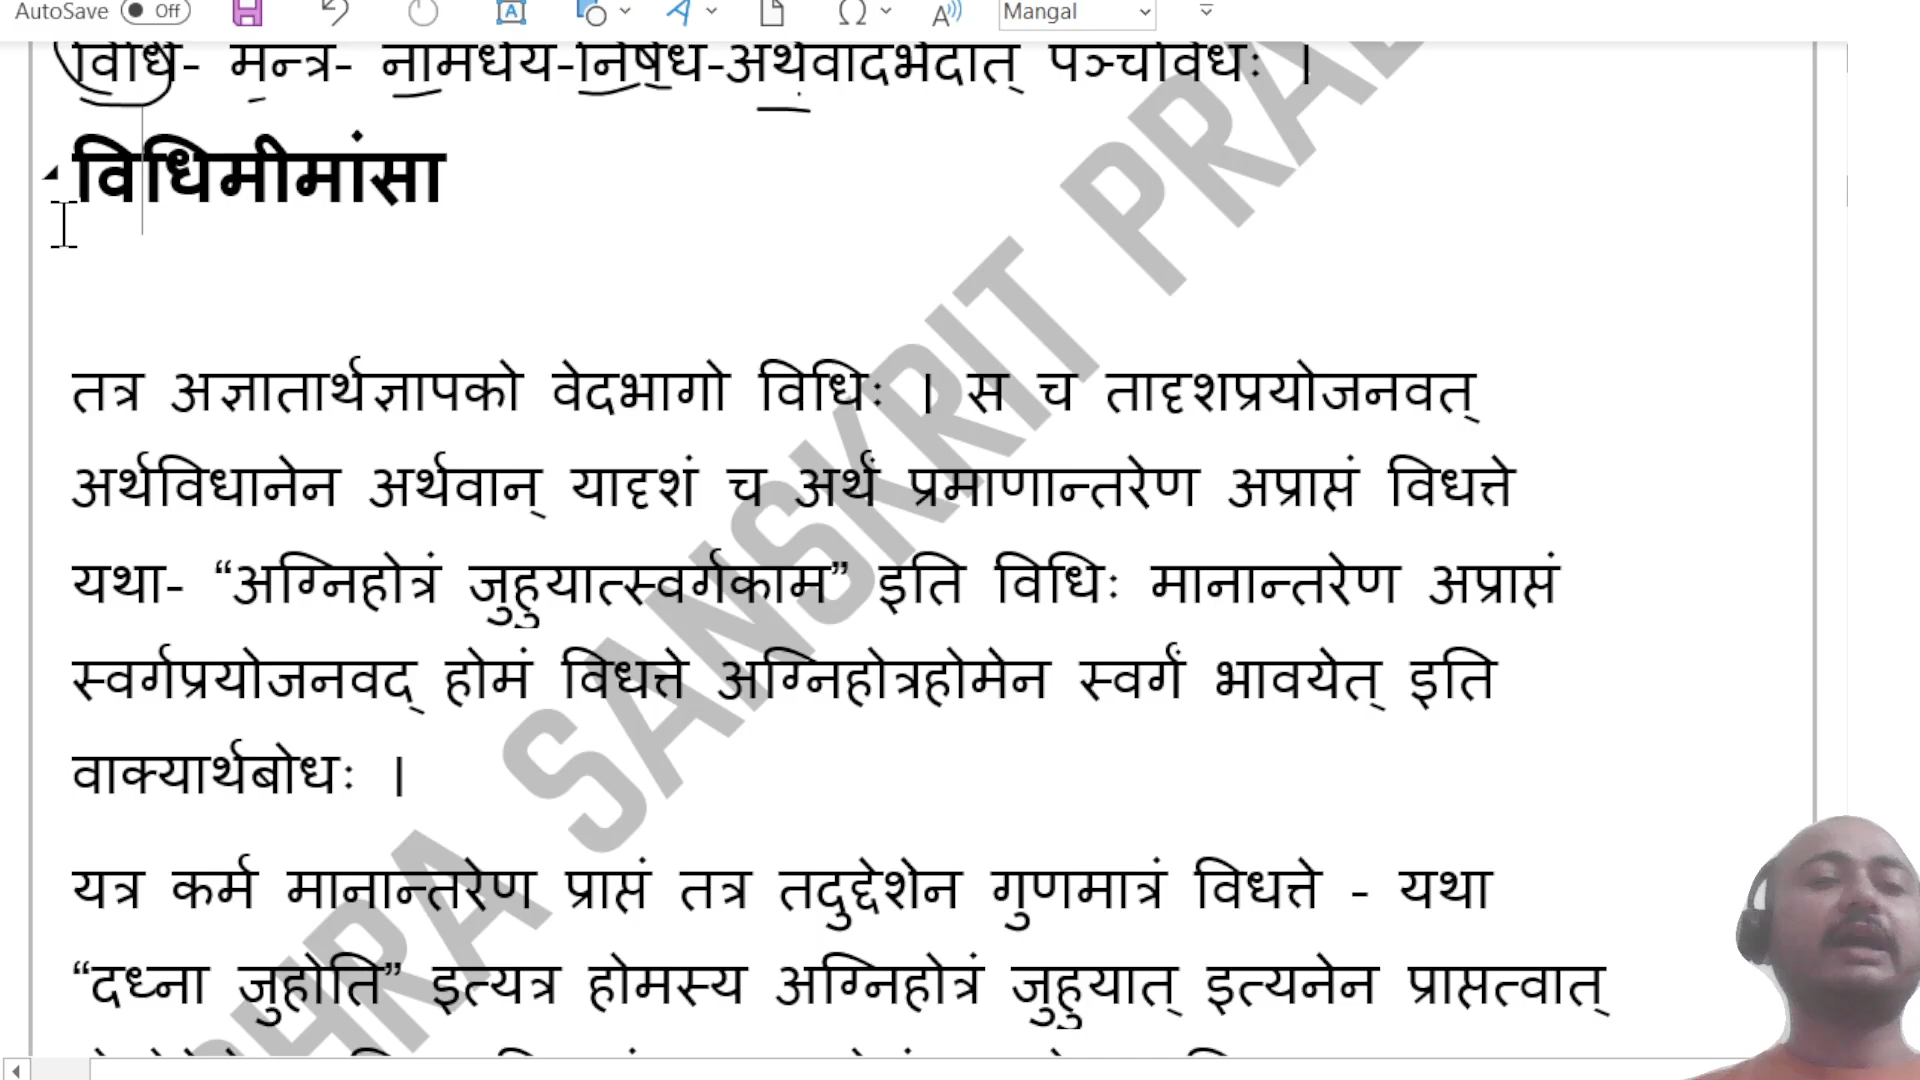 AutoSave Off A Mangal
विधि- मन्त्र- नामधेय-निषेध-अर्थवादभेदात् पञ्चविधः ।
विधिमीमांसा
तत्र अज्ञातार्थज्ञापको वेदभागो विधिः । स च तादृशप्रयोजनवत्
अर्थविधानेन अर्थवान् यादृशं च अर्थं प्रमाणान्तरेण अप्राप्तं विधत्ते
यथा- “अग्निहोत्रं जुहुयात्स्वर्गकाम” इति विधिः मानान्तरेण अप्राप्तं
स्वर्गप्रयोजनवद् होमं विधत्ते अग्निहोत्रहोमेन स्वर्गं भावयेत् इति
वाक्यार्थबोधः ।
यत्र कर्म मानान्तरेण प्राप्तं तत्र तदुद्देशेन गुणमात्रं विधत्ते - यथा
“दध्ना जुहोति” इत्यत्र होमस्य अग्निहोत्रं जुहुयात् इत्यनेन प्राप्तत्वात्
SANSKRIT